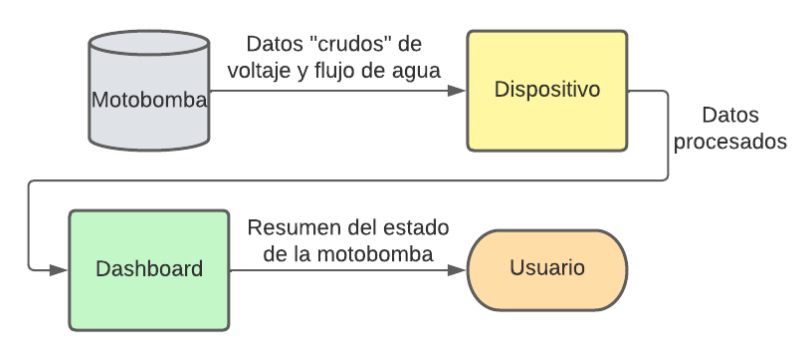 Motobomba
Datos "crudos" de
voltaje y flujo de agua
Dispositivo
Datos
procesados
Dashboard
Resumen del estado
de la motobomba
Usuario